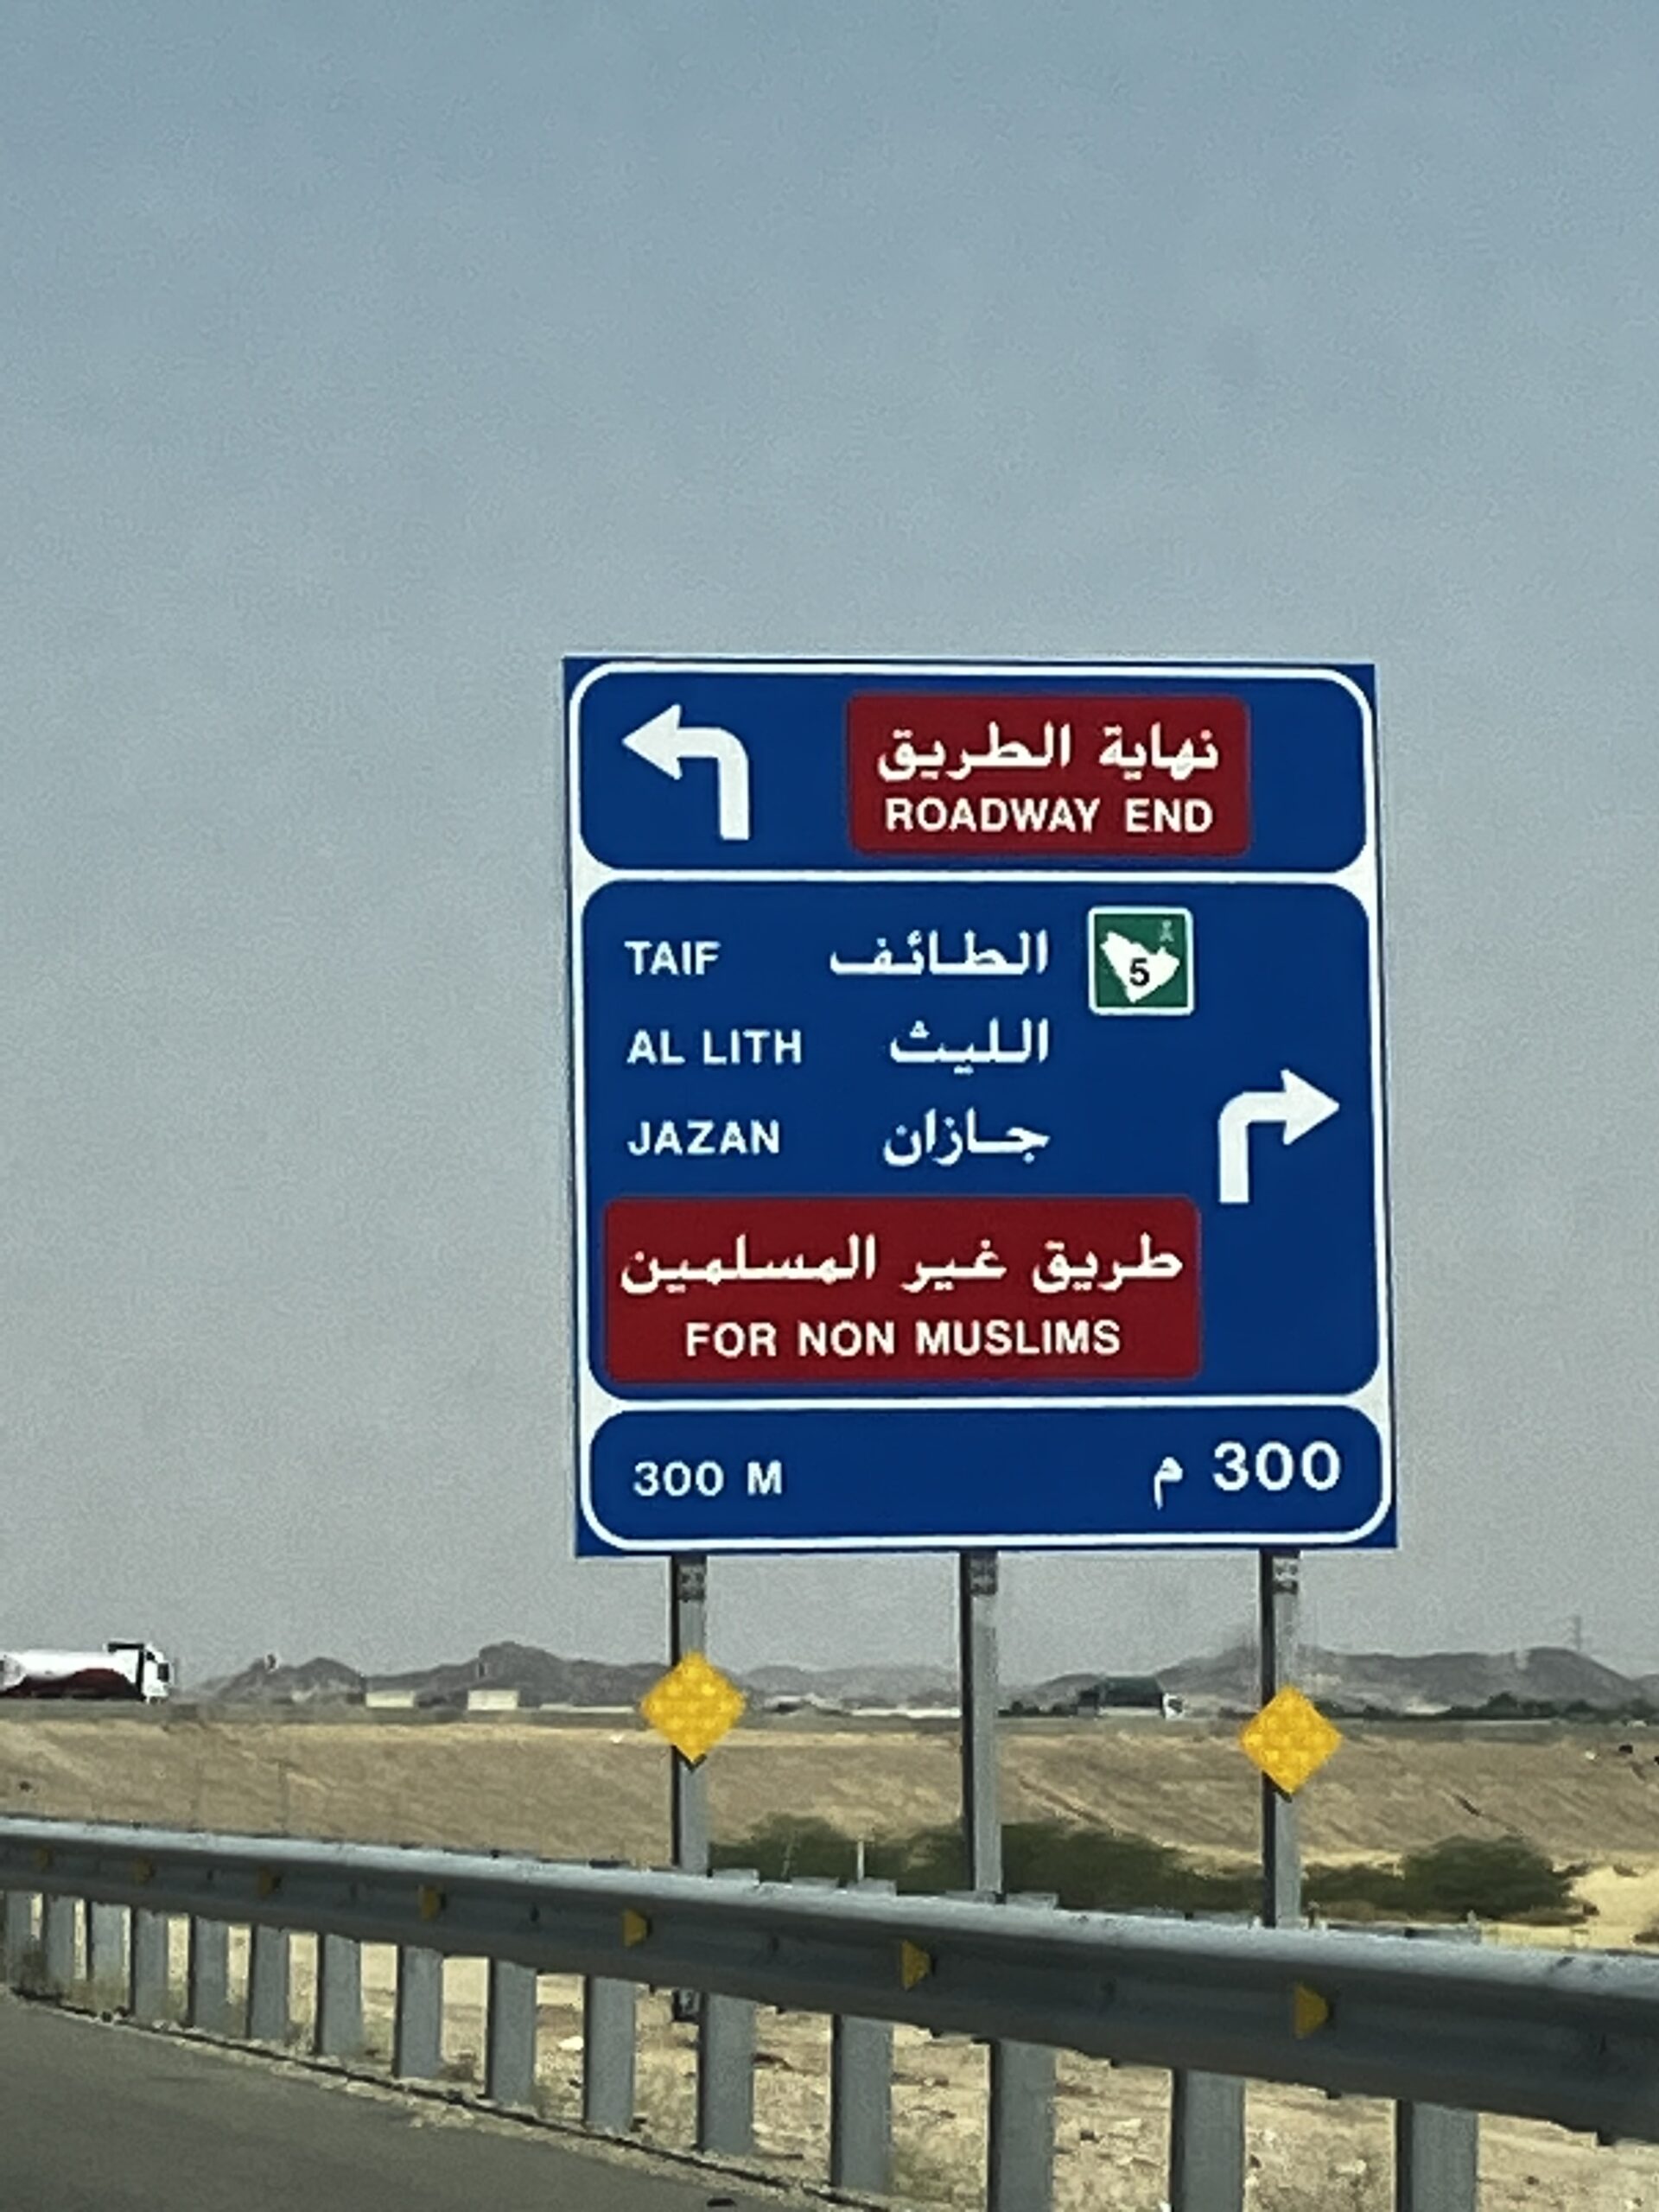 نهاية الطريق
ROADWAY END
TAIF الطائف 5
AL LITH الليث
JAZAN جازان
طريق غير المسلمين
FOR NON MUSLIMS
300 M 300 م